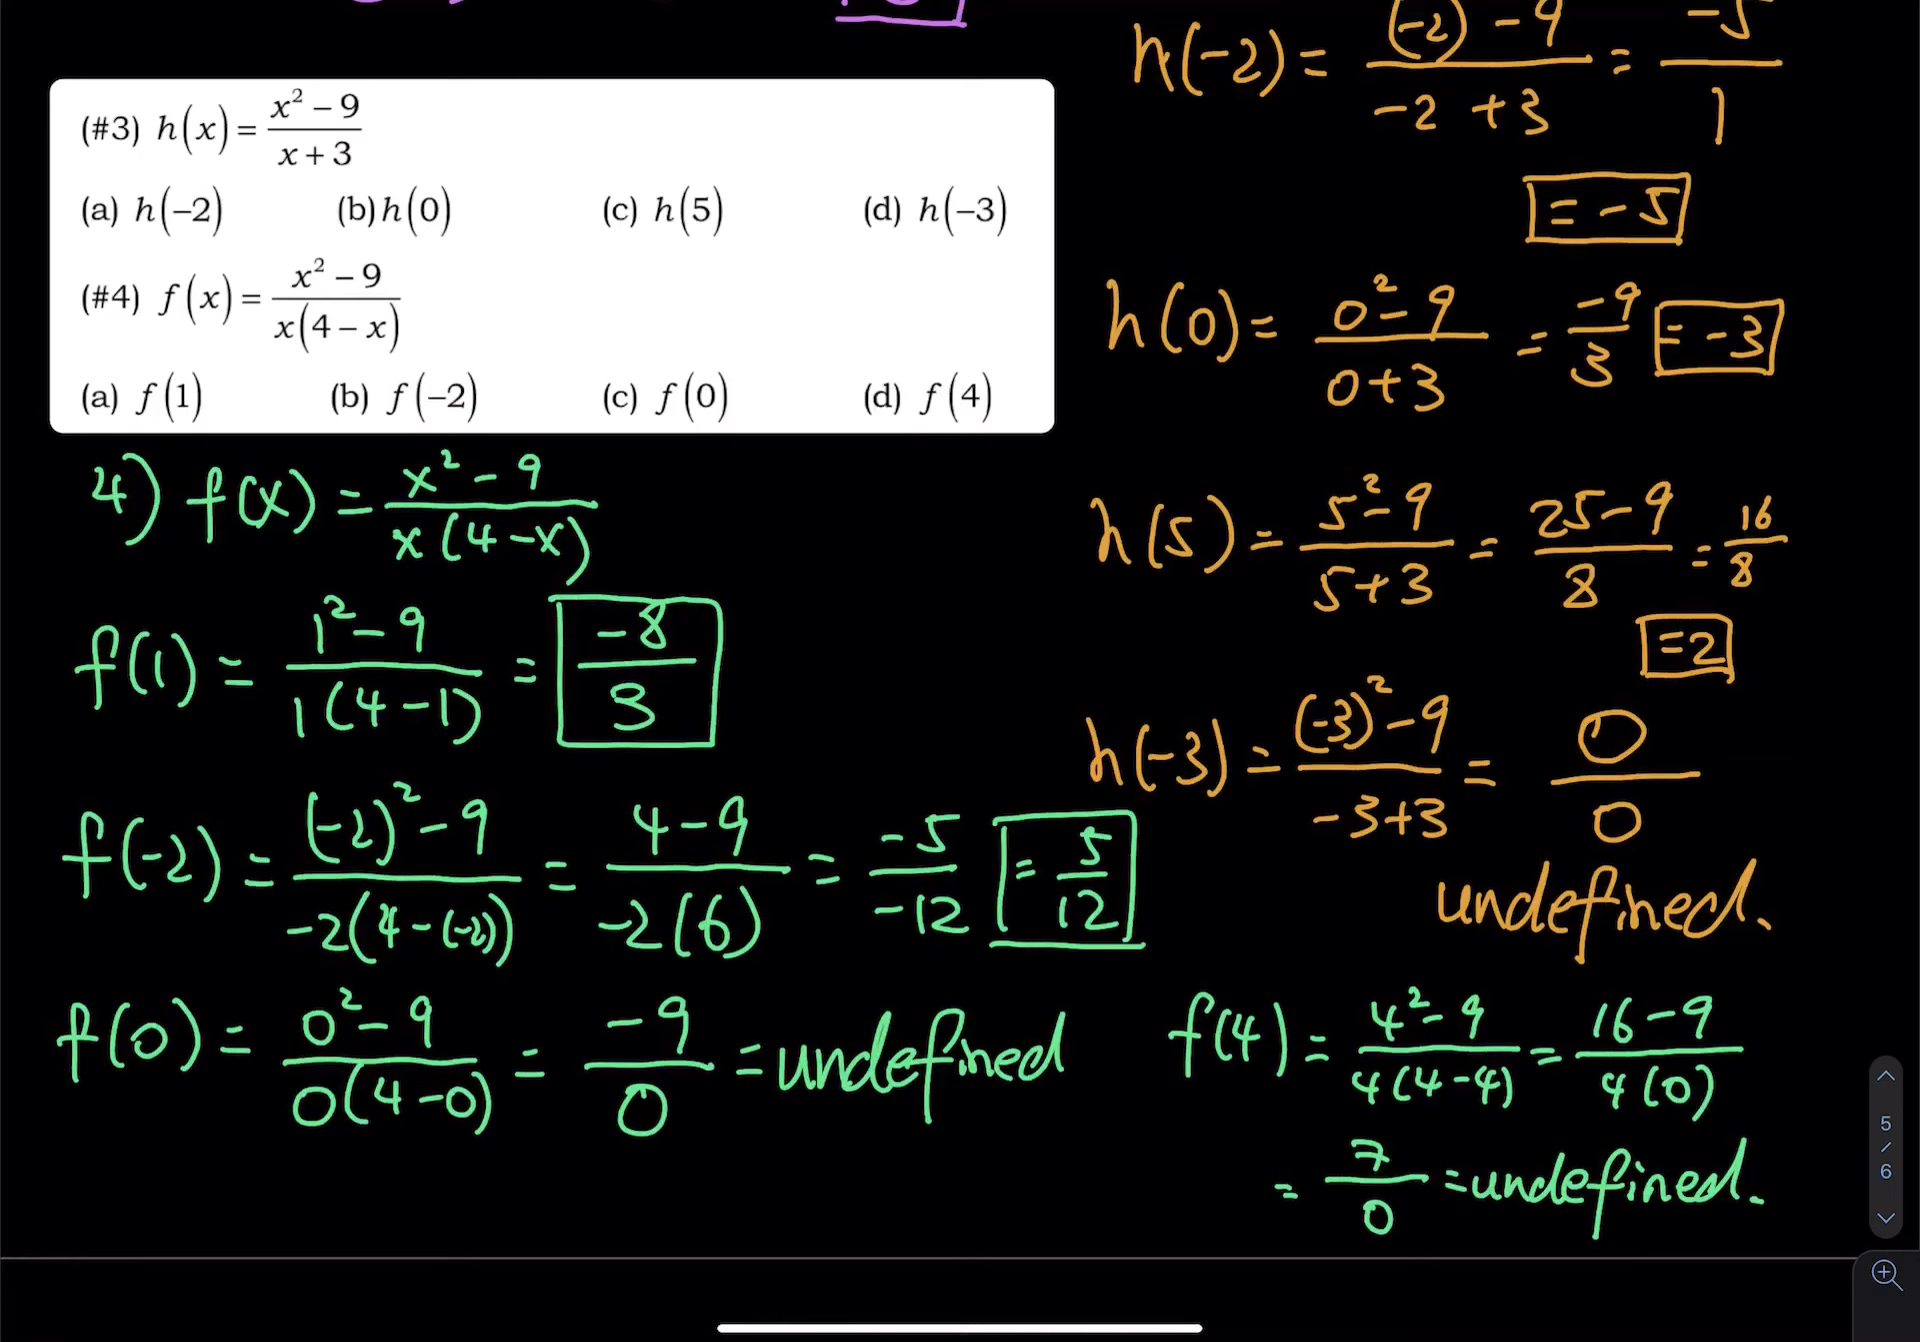 (#3) h(x) = (x² − 9)/(x + 3)
(a) h(−2) (b) h(0) (c) h(5) (d) h(−3)
(#4) f(x) = (x² − 9)/(x(4 − x))
(a) f(1) (b) f(−2) (c) f(0) (d) f(4)
4) f(x) = (x² − 9)/(x(4 − x))
f(1) = (1² − 9)/(1(4 − 1)) = −8/3
f(−2) = ((−2)² − 9)/(−2(4 − (−2))) = (4 − 9)/(−2(6)) = −5/−12 = 5/12
f(0) = (0² − 9)/(0(4 − 0)) = −9/0 = undefined
h(−2) = ((−2) − 9)/(−2 + 3) = −5/1
= −5
h(0) = (0² − 9)/(0 + 3) = −9/3 = −3
h(5) = (5² − 9)/(5 + 3) = (25 − 9)/8 = 16/8
= 2
h(−3) = ((−3)² − 9)/(−3 + 3) = 0/0
undefined.
f(4) = (4² − 9)/(4(4 − 4)) = (16 − 9)/(4(0))
= 7/0 = undefined.
5
/
6